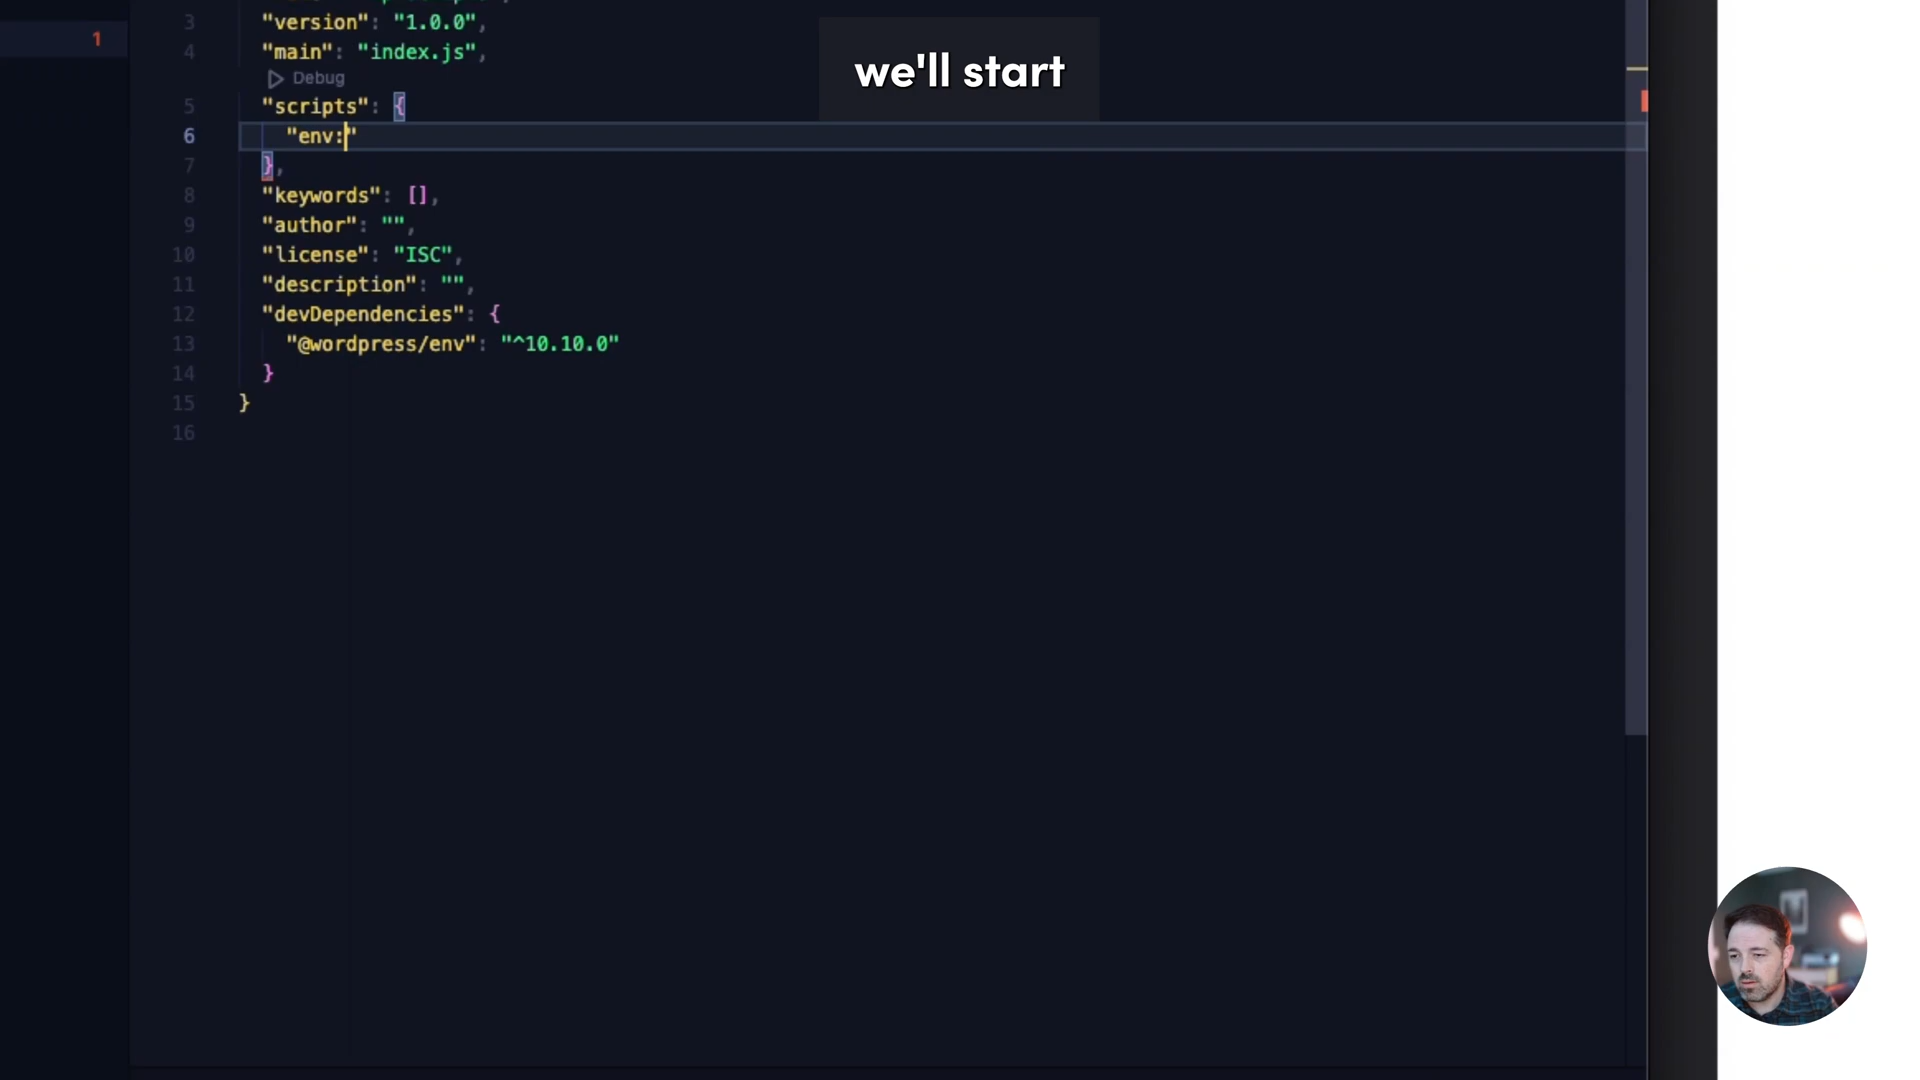 1
3 "version": "1.0.0",
4 "main": "index.js",
Debug
5 "scripts": {
6 "env:"
7 },
8 "keywords": [],
9 "author": "",
10 "license": "ISC",
11 "description": "",
12 "devDependencies": {
13 "@wordpress/env": "^10.10.0"
14 }
15 }
16
we'll start